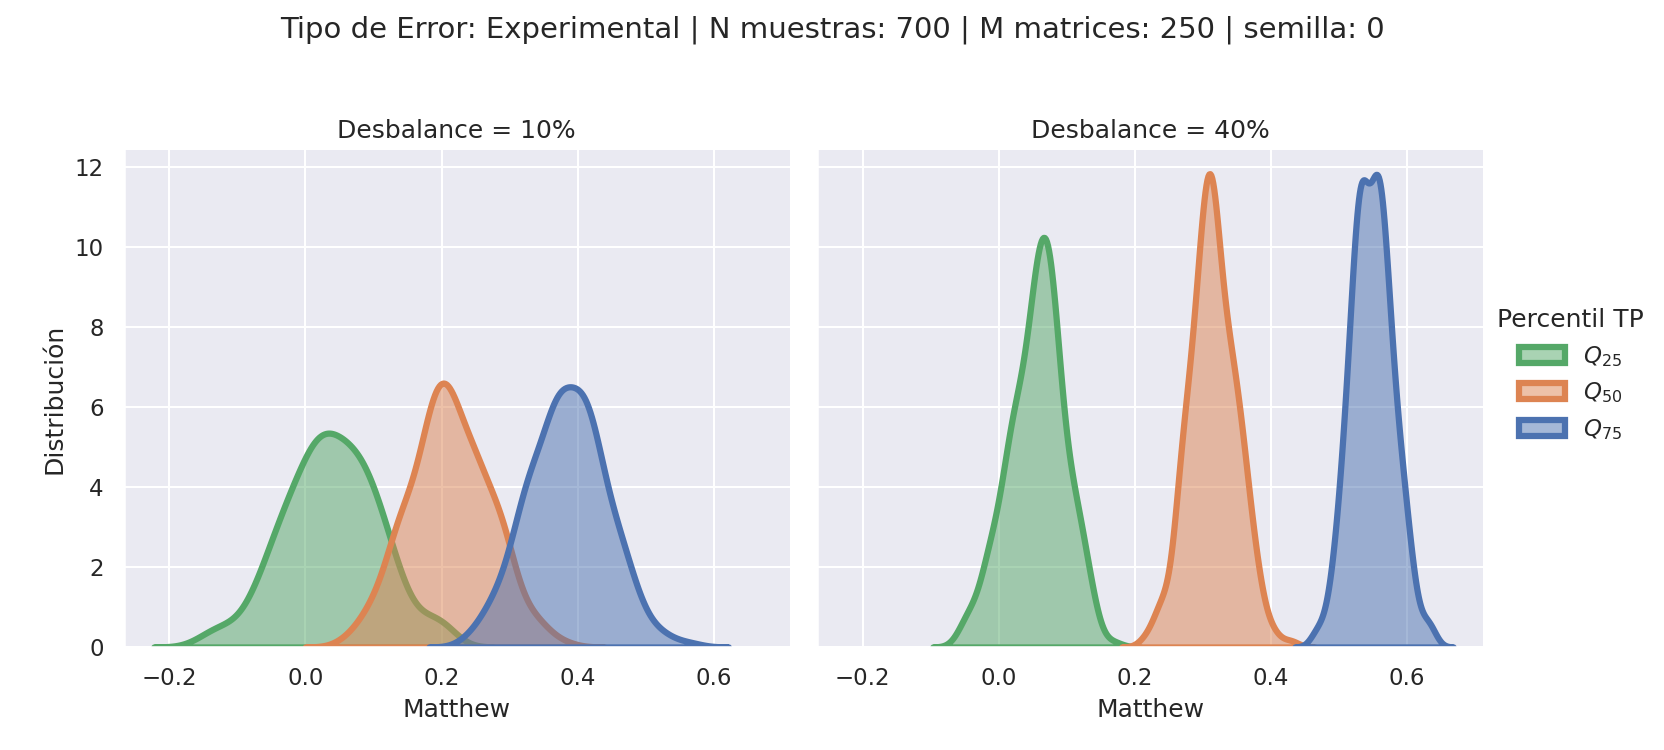 Tipo de Error: Experimental | N muestras: 700 | M matrices: 250 | semilla: 0
Desbalance = 10%
Desbalance = 40%
12
10
8
6
4
2
0
Distribución
−0.2 0.0 0.2 0.4 0.6
−0.2 0.0 0.2 0.4 0.6
Matthew
Matthew
Percentil TP
Q25
Q50
Q75